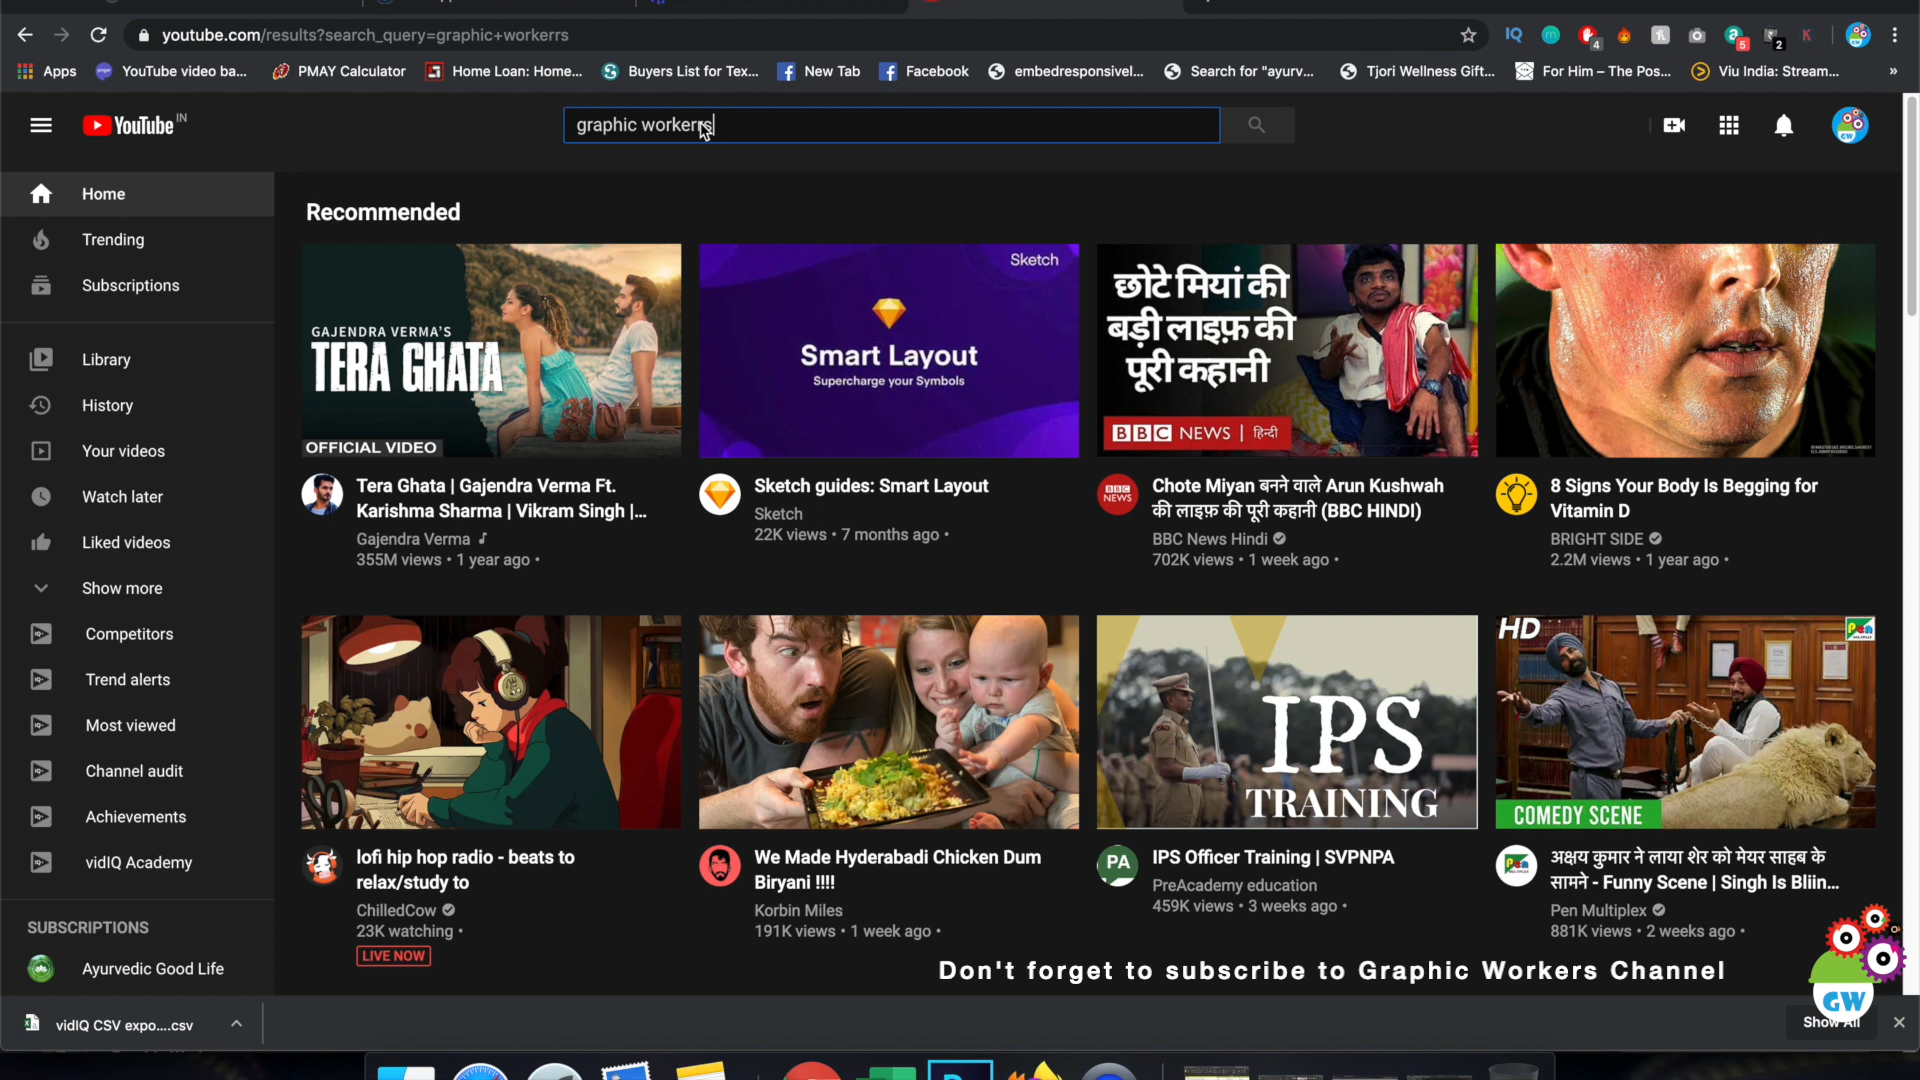 youtube.com/results?search_query=graphic+workerrs
IQ
4
5
2
K
Apps
YouTube video ba...
PMAY Calculator
Home Loan: Home...
Buyers List for Tex...
New Tab
Facebook
embedresponsivel...
Search for "ayurv...
Tjori Wellness Gift...
For Him – The Pos...
Viu India: Stream...
»
YouTube IN
graphic workerrs
GW
Home
Trending
Subscriptions
Library
History
Your videos
Watch later
Liked videos
Show more
Competitors
Trend alerts
Most viewed
Channel audit
Achievements
vidIQ Academy
SUBSCRIPTIONS
Ayurvedic Good Life
Recommended
GAJENDRA VERMA'S
TERA GHATA
OFFICIAL VIDEO
Tera Ghata | Gajendra Verma Ft.
Karishma Sharma | Vikram Singh |...
Gajendra Verma
355M views • 1 year ago •
Sketch
Smart Layout
Supercharge your Symbols
Sketch guides: Smart Layout
Sketch
22K views • 7 months ago •
छोटे मियां की
बड़ी लाइफ़ की
पूरी कहानी
BBC NEWS | हिन्दी
BBC
NEWS
Chote Miyan बनने वाले Arun Kushwah
की लाइफ़ की पूरी कहानी (BBC HINDI)
BBC News Hindi
702K views • 1 week ago •
8 Signs Your Body Is Begging for
Vitamin D
BRIGHT SIDE
2.2M views • 1 year ago •
lofi hip hop radio - beats to
relax/study to
ChilledCow
23K watching •
LIVE NOW
We Made Hyderabadi Chicken Dum
Biryani !!!!
Korbin Miles
191K views • 1 week ago •
IPS
TRAINING
PA
IPS Officer Training | SVPNPA
PreAcademy education
459K views • 3 weeks ago •
HD
Pen
COMEDY SCENE
Pen
अक्षय कुमार ने लाया शेर को मेयर साहब के
सामने - Funny Scene | Singh Is Bliin...
Pen Multiplex
881K views • 2 weeks ago •
Don't forget to subscribe to Graphic Workers Channel
GW
vidIQ CSV expo....csv
Show All